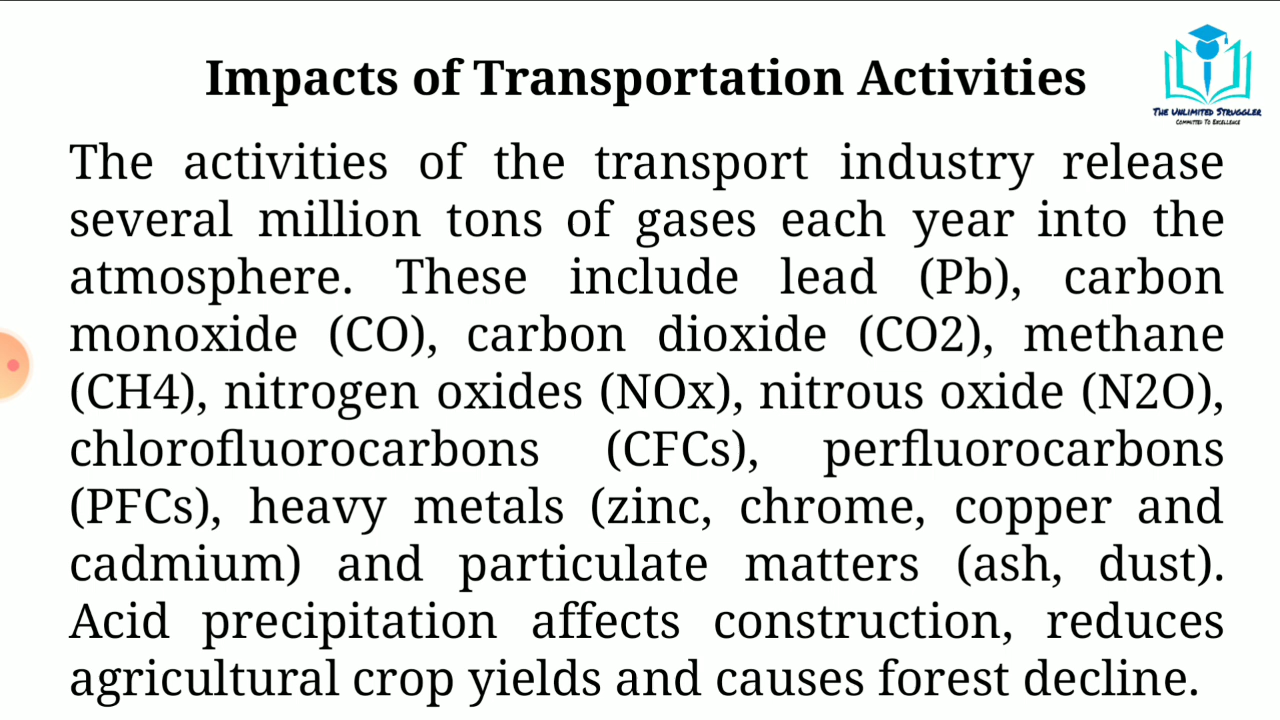 Impacts of Transportation Activities
THE UNLIMITED STRUGGLER
COMMITTED TO EXCELLENCE
The activities of the transport industry release
several million tons of gases each year into the
atmosphere. These include lead (Pb), carbon
monoxide (CO), carbon dioxide (CO2), methane
(CH4), nitrogen oxides (NOx), nitrous oxide (N2O),
chlorofluorocarbons (CFCs), perfluorocarbons
(PFCs), heavy metals (zinc, chrome, copper and
cadmium) and particulate matters (ash, dust).
Acid precipitation affects construction, reduces
agricultural crop yields and causes forest decline.